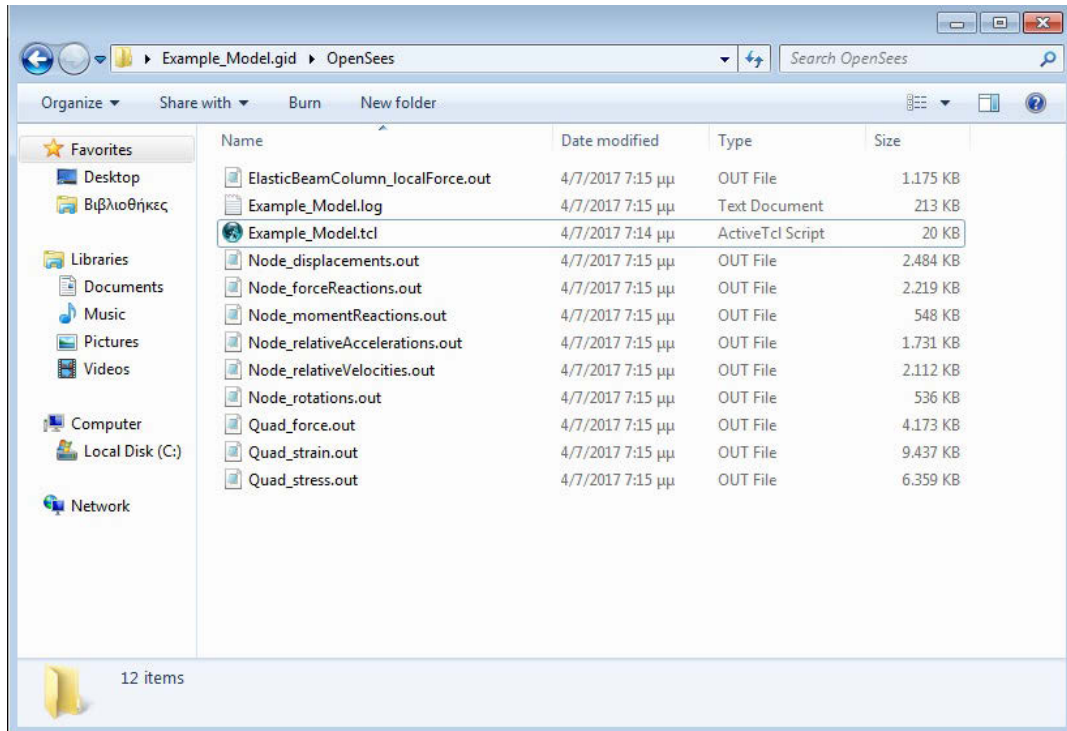 Example_Model.gid OpenSees
Search OpenSees
Organize Share with Burn New folder
Favorites
Desktop
Βιβλιοθήκες
Libraries
Documents
Music
Pictures
Videos
Computer
Local Disk (C:)
Network
Name Date modified Type Size
ElasticBeamColumn_localForce.out 4/7/2017 7:15 μμ OUT File 1.175 KB
Example_Model.log 4/7/2017 7:15 μμ Text Document 213 KB
Example_Model.tcl 4/7/2017 7:14 μμ ActiveTcl Script 20 KB
Node_displacements.out 4/7/2017 7:15 μμ OUT File 2.484 KB
Node_forceReactions.out 4/7/2017 7:15 μμ OUT File 2.219 KB
Node_momentReactions.out 4/7/2017 7:15 μμ OUT File 548 KB
Node_relativeAccelerations.out 4/7/2017 7:15 μμ OUT File 1.731 KB
Node_relativeVelocities.out 4/7/2017 7:15 μμ OUT File 2.112 KB
Node_rotations.out 4/7/2017 7:15 μμ OUT File 536 KB
Quad_force.out 4/7/2017 7:15 μμ OUT File 4.173 KB
Quad_strain.out 4/7/2017 7:15 μμ OUT File 9.437 KB
Quad_stress.out 4/7/2017 7:15 μμ OUT File 6.359 KB
12 items